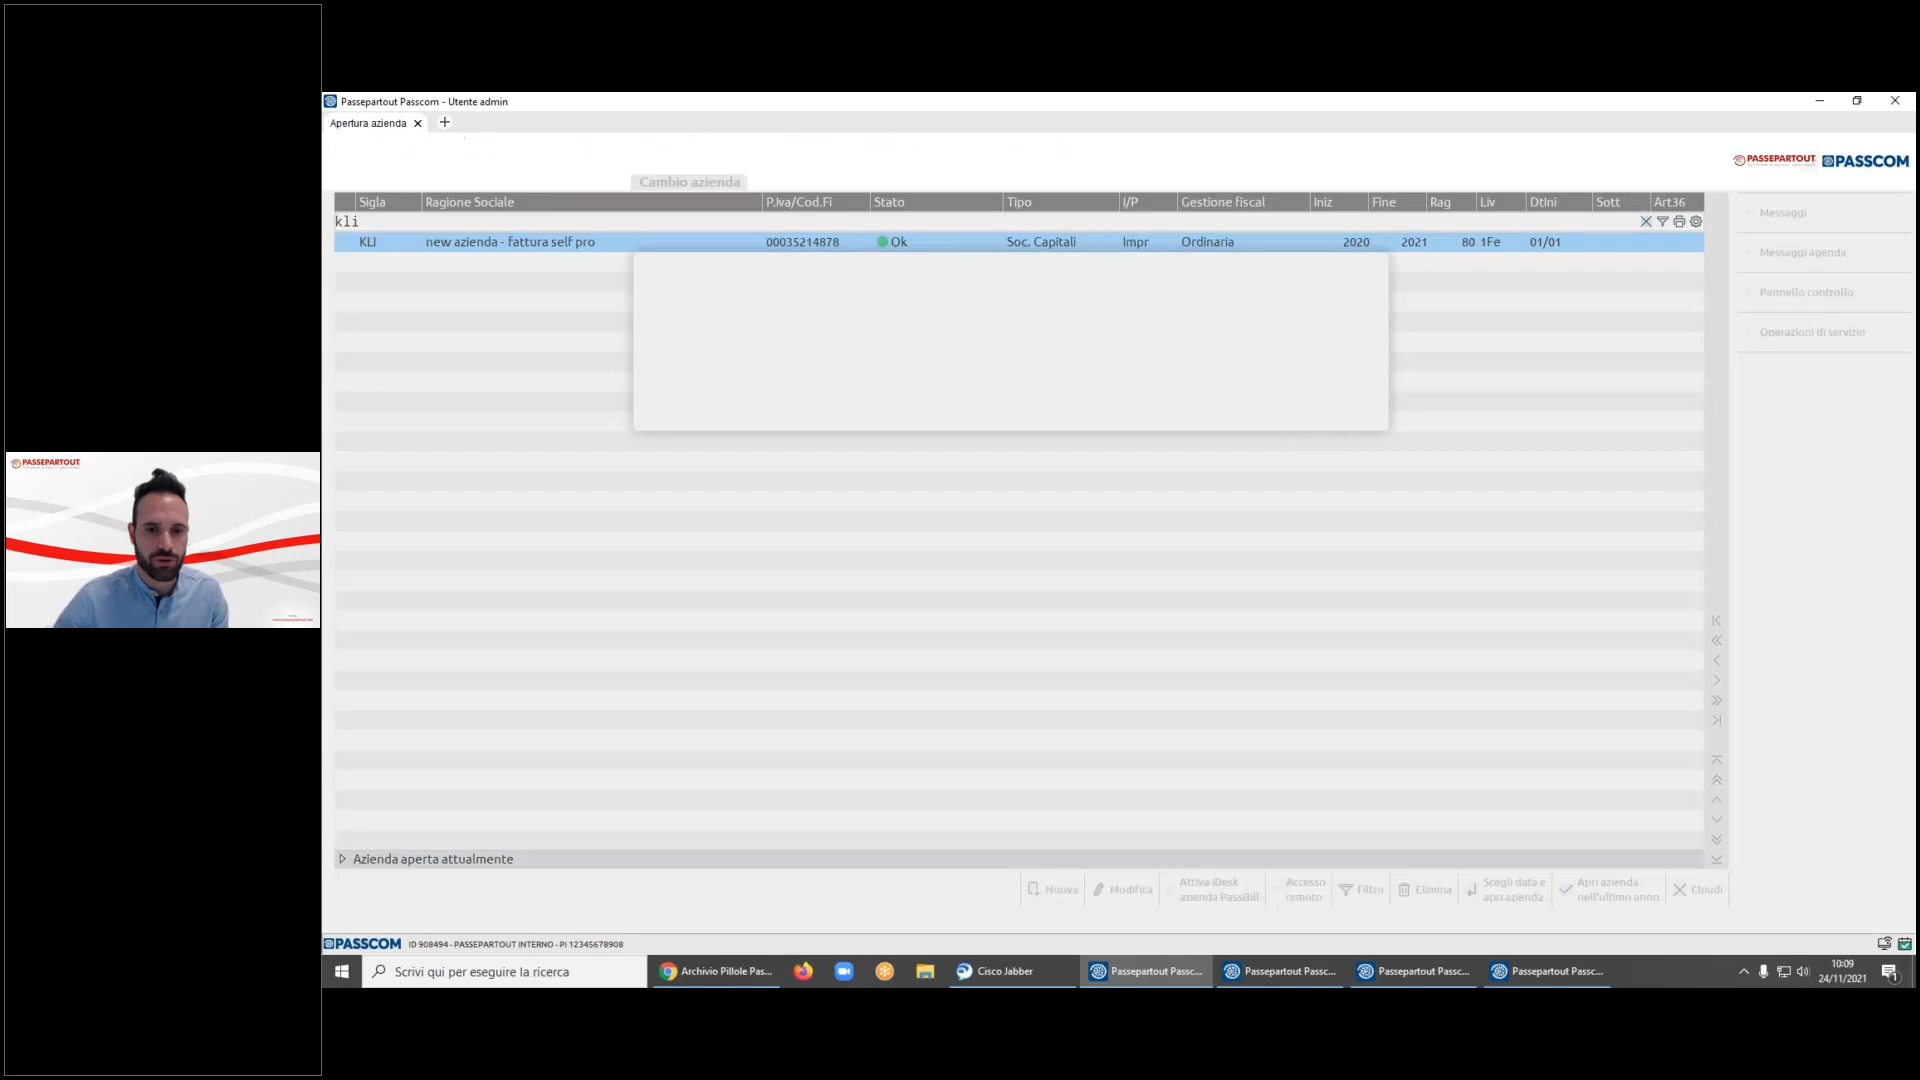 Passepartout Passcom - Utente admin
Apertura azienda
PASSEPARTOUT PASSCOM
Cambio azienda
Sigla Ragione Sociale P.Iva/Cod.Fi Stato Tipo I/P Gestione fiscal Iniz Fine Rag Liv DtIni Sott Art36
kli
KLI new azienda - fattura self pro 00035214878 Ok Soc. Capitali Impr Ordinaria 2020 2021 80 1Fe 01/01
Messaggi
Messaggi agenda
Pannello controllo
Operazioni di servizio
PASSEPARTOUT
Azienda aperta attualmente
Nuova
Modifica
Attiva iDesk
azienda PassBill
Accesso
remoto
Filtro
Elimina
Scegli data e
apri azienda
Apri azienda
nell'ultimo anno
Chiudi
PASSCOM ID 908494 - PASSEPARTOUT INTERNO - PI 12345678908
Scrivi qui per eseguire la ricerca
Archivio Pillole Pas...
Cisco Jabber
Passepartout Passc...
Passepartout Passc...
Passepartout Passc...
Passepartout Passc...
10:09
24/11/2021
1